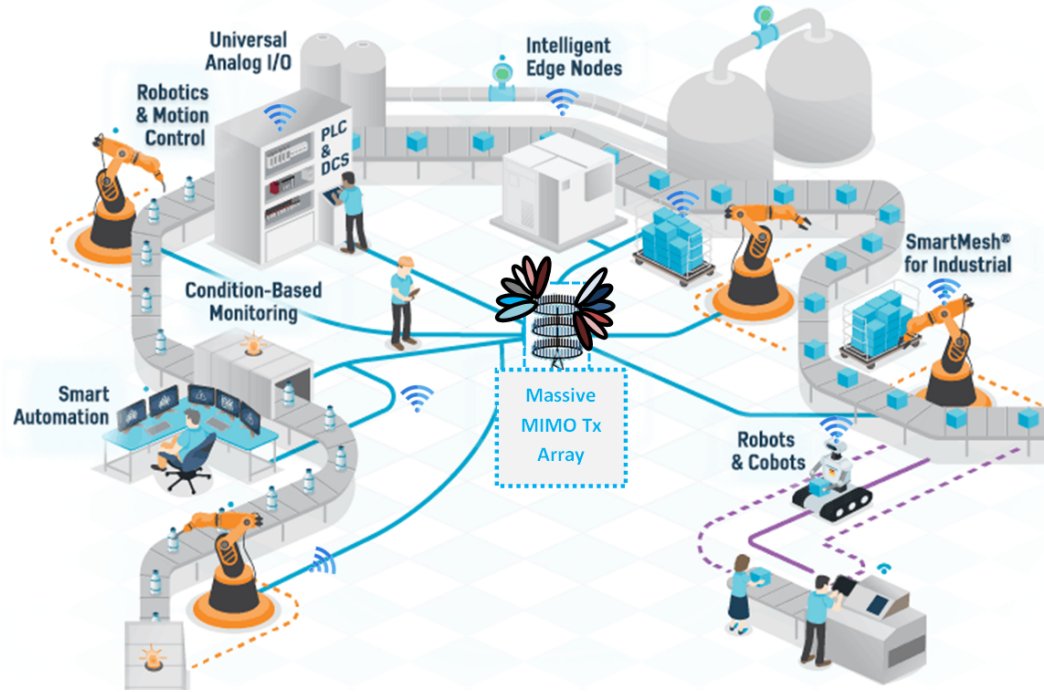 Universal
Analog I/O
Intelligent
Edge Nodes
Robotics
& Motion
Control
PLC
&
DCS
SmartMesh®
for Industrial
Condition-Based
Monitoring
Smart
Automation
Massive
MIMO Tx
Array
Robots
& Cobots